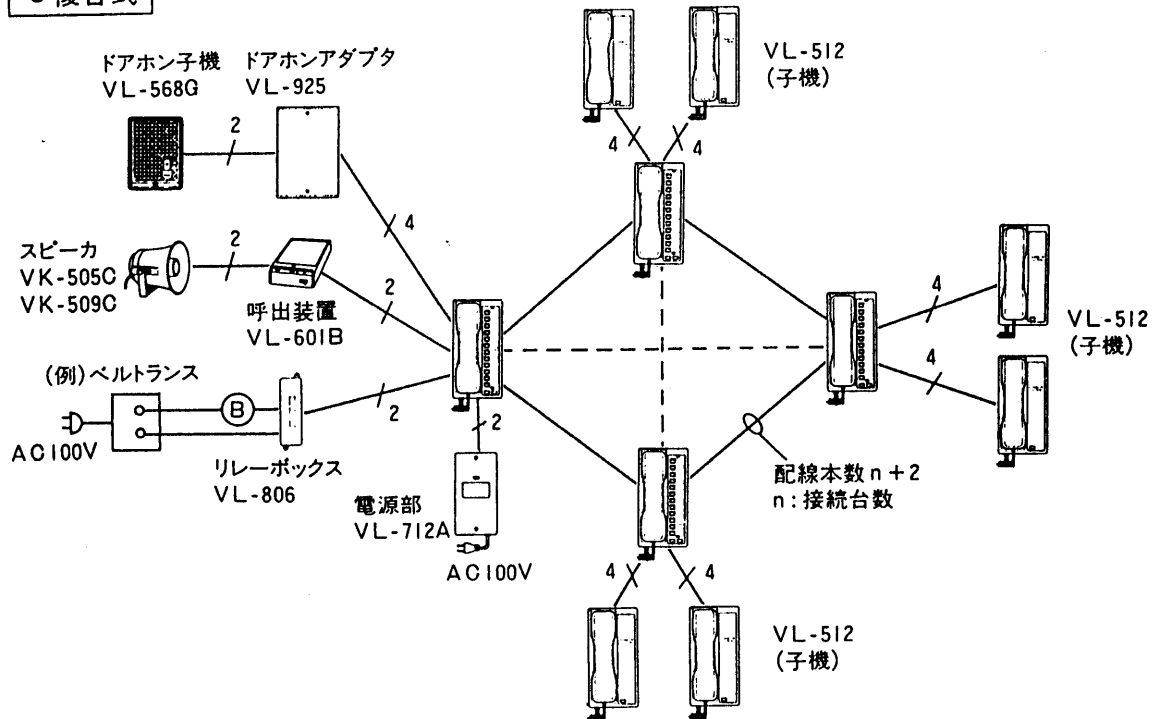 複合式
ドアホン子機
VL-568G
ドアホンアダプタ
VL-925
2
4
スピーカ
VK-505C
VK-509C
2
呼出装置
VL-601B
2
(例)ベルトランス
B
AC100V
リレーボックス
VL-806
2
2
電源部
VL-712A
AC100V
VL-512
(子機)
4
4
4
4
VL-512
(子機)
配線本数n+2
n:接続台数
4
4
VL-512
(子機)